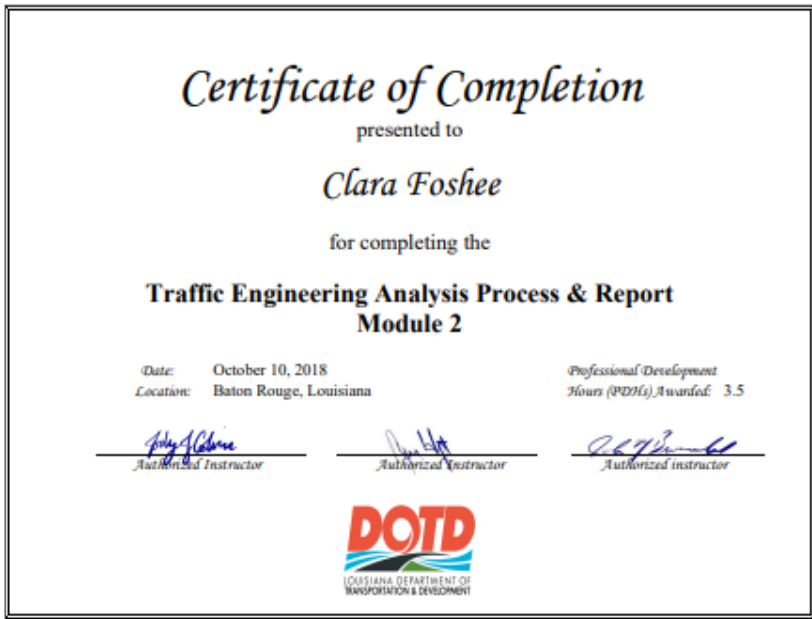 Certificate of Completion
presented to
Clara Foshee
for completing the
Traffic Engineering Analysis Process & Report
Module 2
Date: October 10, 2018
Location: Baton Rouge, Louisiana
Professional Development
Hours (PDHs) Awarded: 3.5
Authorized Instructor
Authorized Instructor
Authorized instructor
DOTD
LOUISIANA DEPARTMENT OF
TRANSPORTATION & DEVELOPMENT